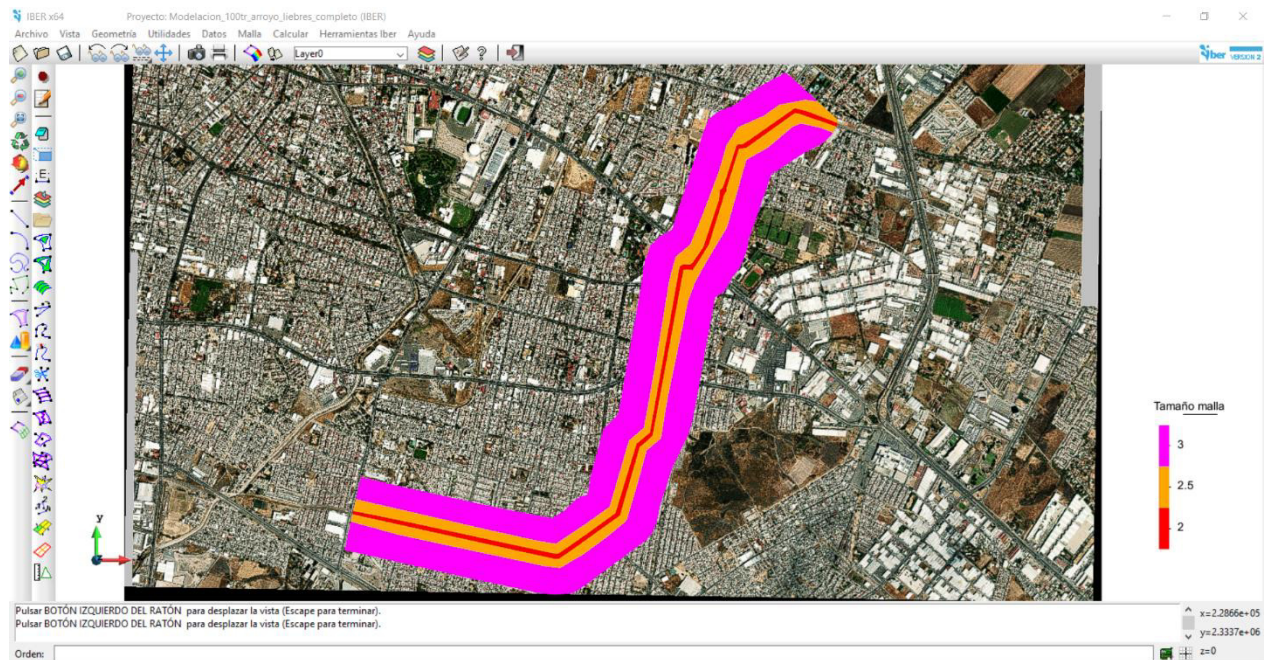 IBER x64
Proyecto: Modelacion_100tr_arroyo_liebres_completo (IBER)
Archivo Vista Geometría Utilidades Datos Malla Calcular Herramientas Iber Ayuda
Layer0
?
Iber VERSION 2
:E:
Tamaño malla
3
2.5
2
y
Pulsar BOTÓN IZQUIERDO DEL RATÓN para desplazar la vista (Escape para terminar).
Pulsar BOTÓN IZQUIERDO DEL RATÓN para desplazar la vista (Escape para terminar).
x=2.2866e+05
y=2.3337e+06
z=0
Orden: